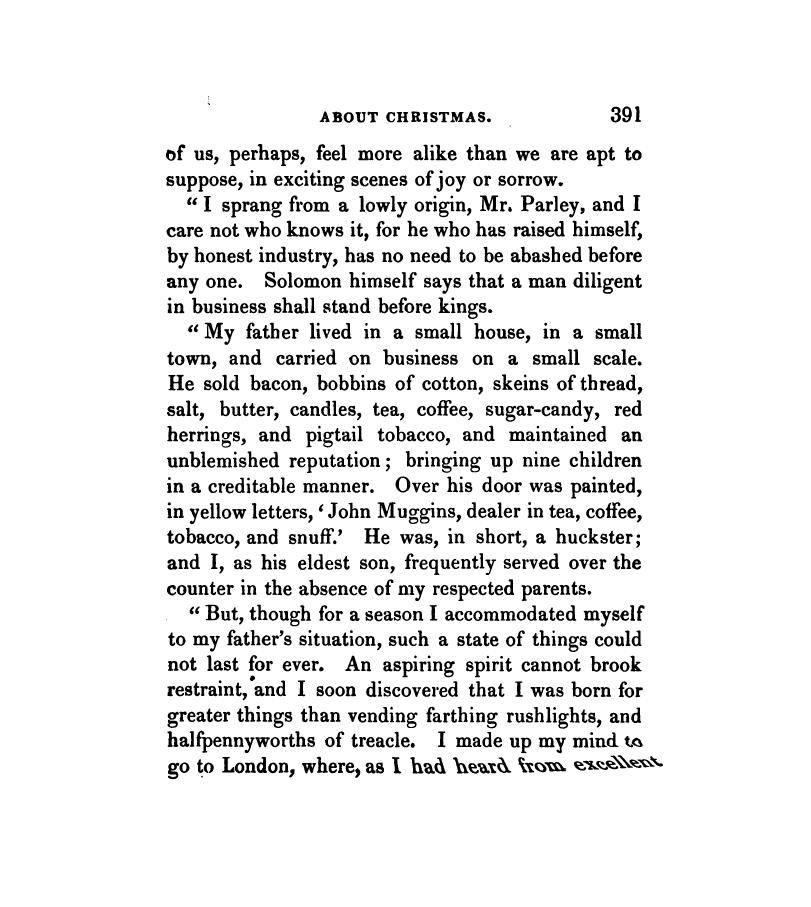 ABOUT CHRISTMAS. 391
of us, perhaps, feel more alike than we are apt to
suppose, in exciting scenes of joy or sorrow.
“ I sprang from a lowly origin, Mr. Parley, and I
care not who knows it, for he who has raised himself,
by honest industry, has no need to be abashed before
any one. Solomon himself says that a man diligent
in business shall stand before kings.
“ My father lived in a small house, in a small
town, and carried on business on a small scale.
He sold bacon, bobbins of cotton, skeins of thread,
salt, butter, candles, tea, coffee, sugar-candy, red
herrings, and pigtail tobacco, and maintained an
unblemished reputation ; bringing up nine children
in a creditable manner. Over his door was painted,
in yellow letters, ‘ John Muggins, dealer in tea, coffee,
tobacco, and snuff.’ He was, in short, a huckster;
and I, as his eldest son, frequently served over the
counter in the absence of my respected parents.
“ But, though for a season I accommodated myself
to my father’s situation, such a state of things could
not last for ever. An aspiring spirit cannot brook
restraint, and I soon discovered that I was born for
greater things than vending farthing rushlights, and
halfpennyworths of treacle. I made up my mind to
go to London, where, as I had heard from excellent